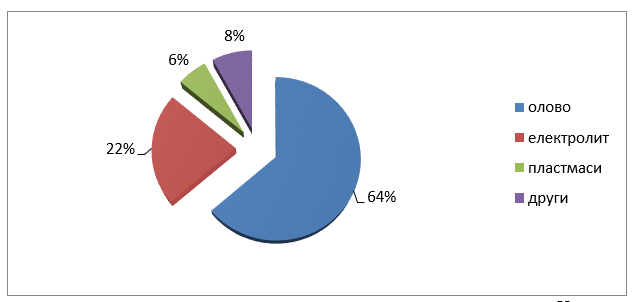 8%
6%
22%
64%
олово
електролит
пластмаси
други